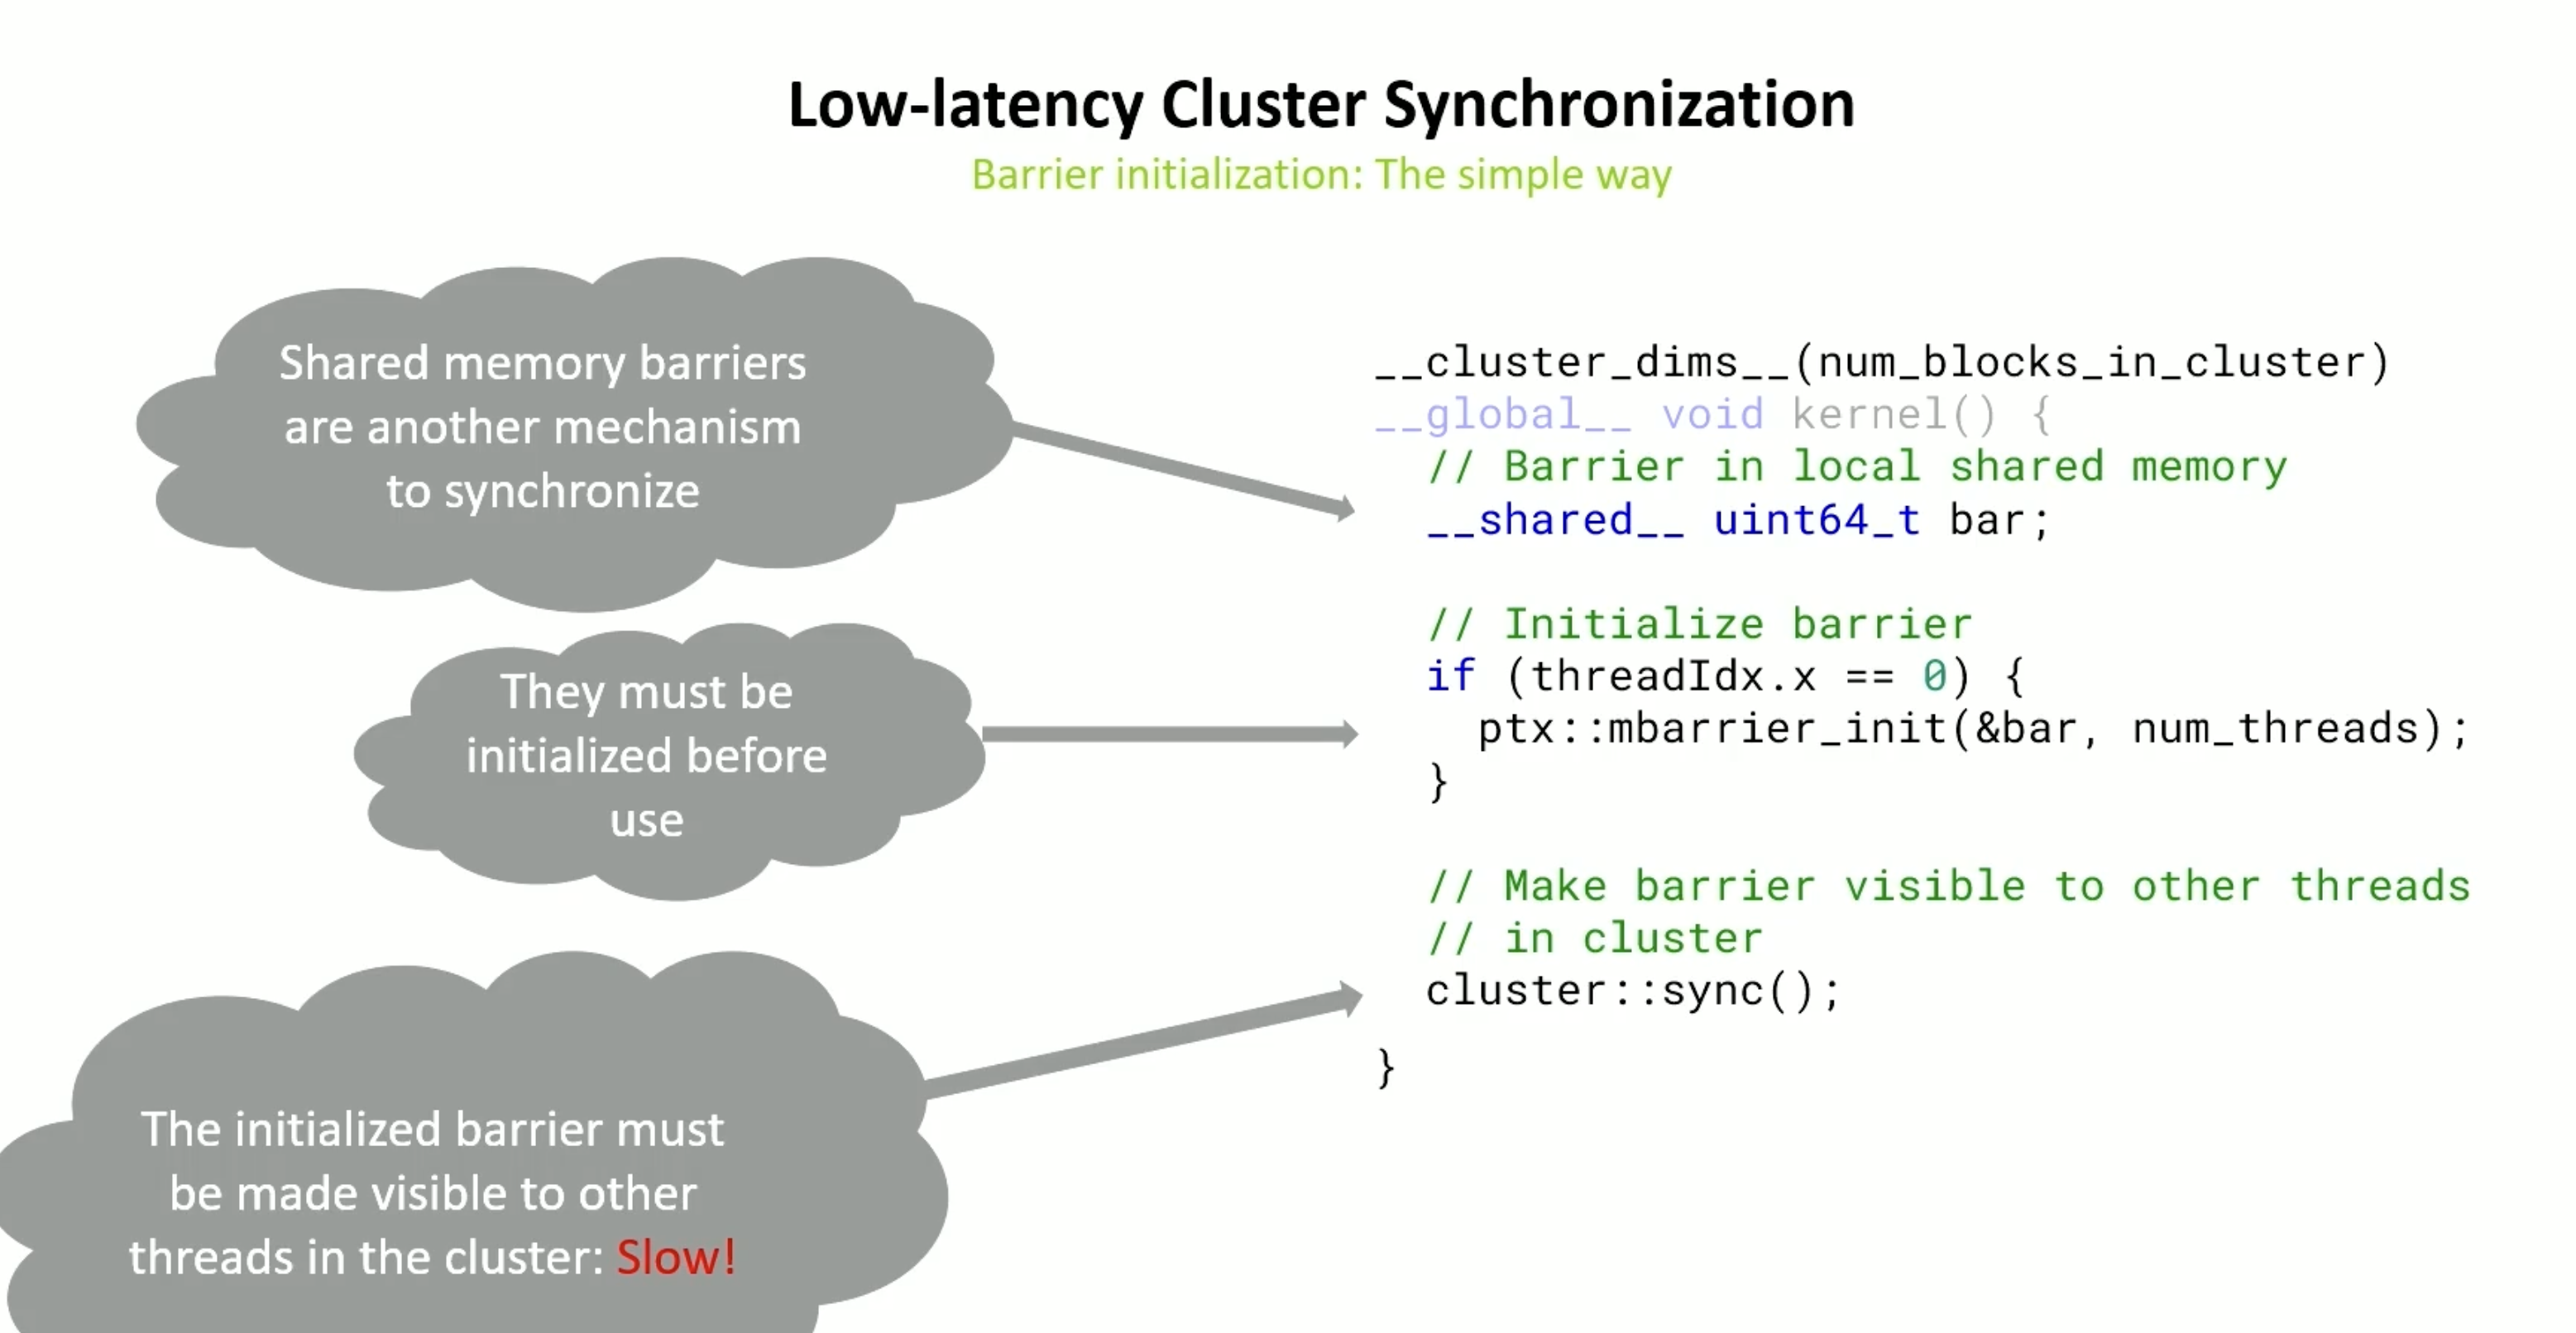 Low-latency Cluster Synchronization
Barrier initialization: The simple way
Shared memory barriers
are another mechanism
to synchronize
They must be
initialized before
use
The initialized barrier must
be made visible to other
threads in the cluster: Slow!
__cluster_dims__(num_blocks_in_cluster)
__global__ void kernel() {
  // Barrier in local shared memory
  __shared__ uint64_t bar;
  // Initialize barrier
  if (threadIdx.x == 0) {
    ptx::mbarrier_init(&bar, num_threads);
  }
  // Make barrier visible to other threads
  // in cluster
  cluster::sync();
}